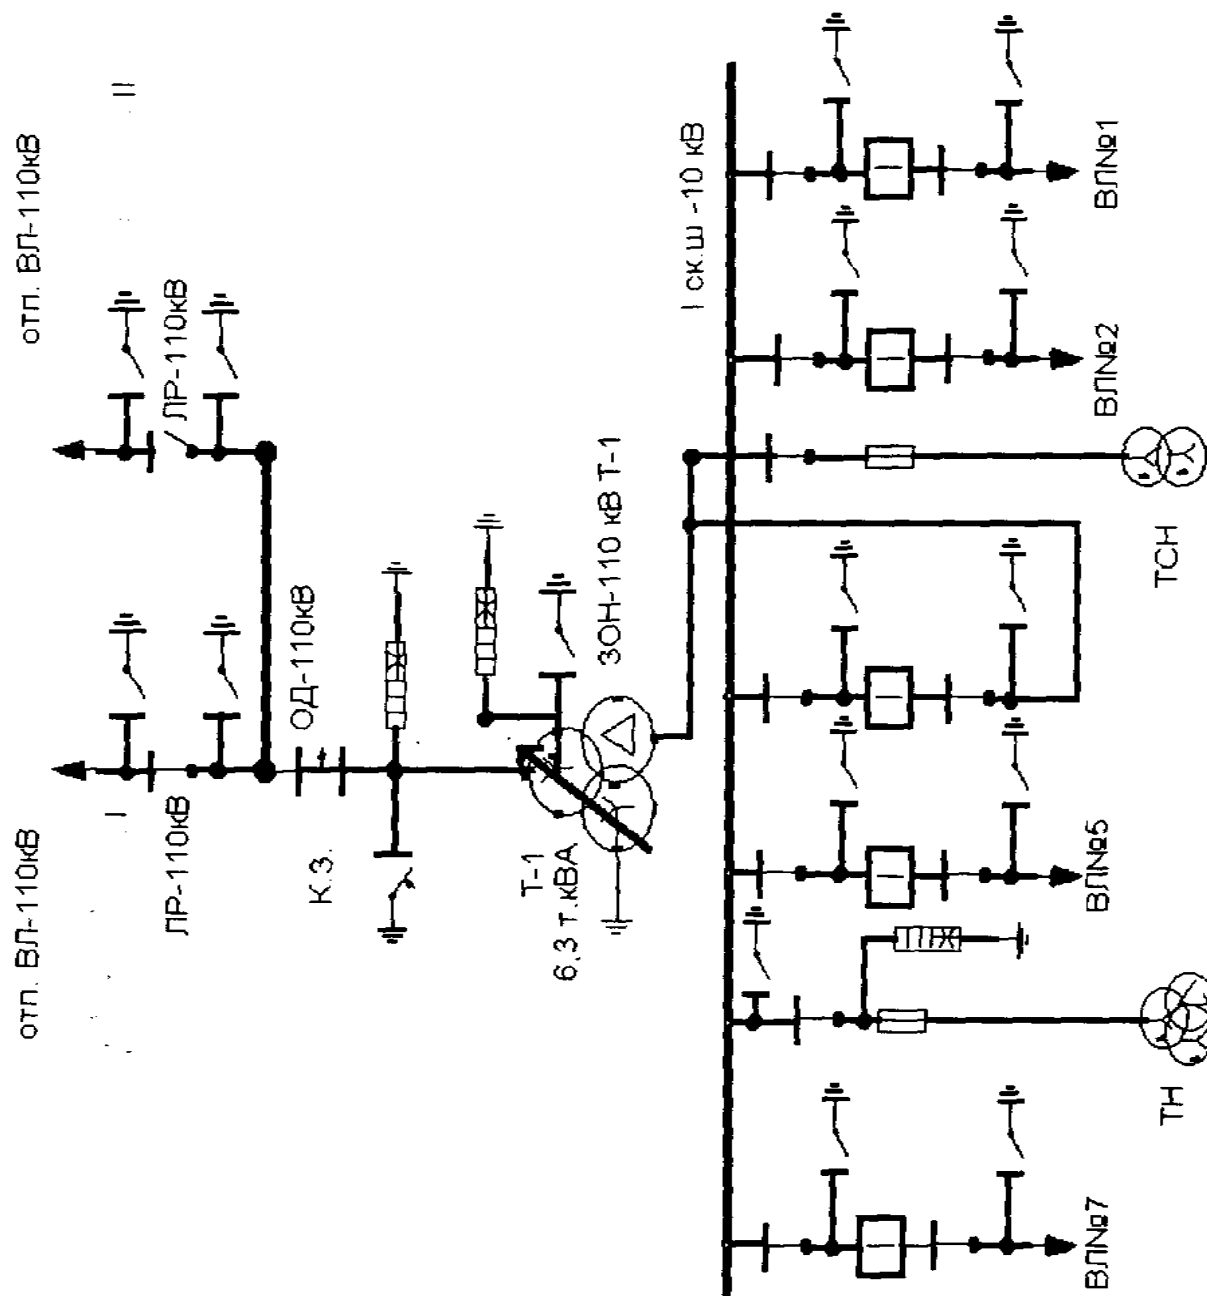 отп. ВЛ-110кВ
II
отп. ВЛ-110кВ
I
ЛР-110кВ
ЛР-110кВ
ОД-110кВ
К.З.
ЗОН-110 кВ Т-1
Т-1
6,3 т.кВА
I ск.ш -10 кВ
ВЛ№7
ТН
ВЛ№5
ТСН
ВЛ№2
ВЛ№1